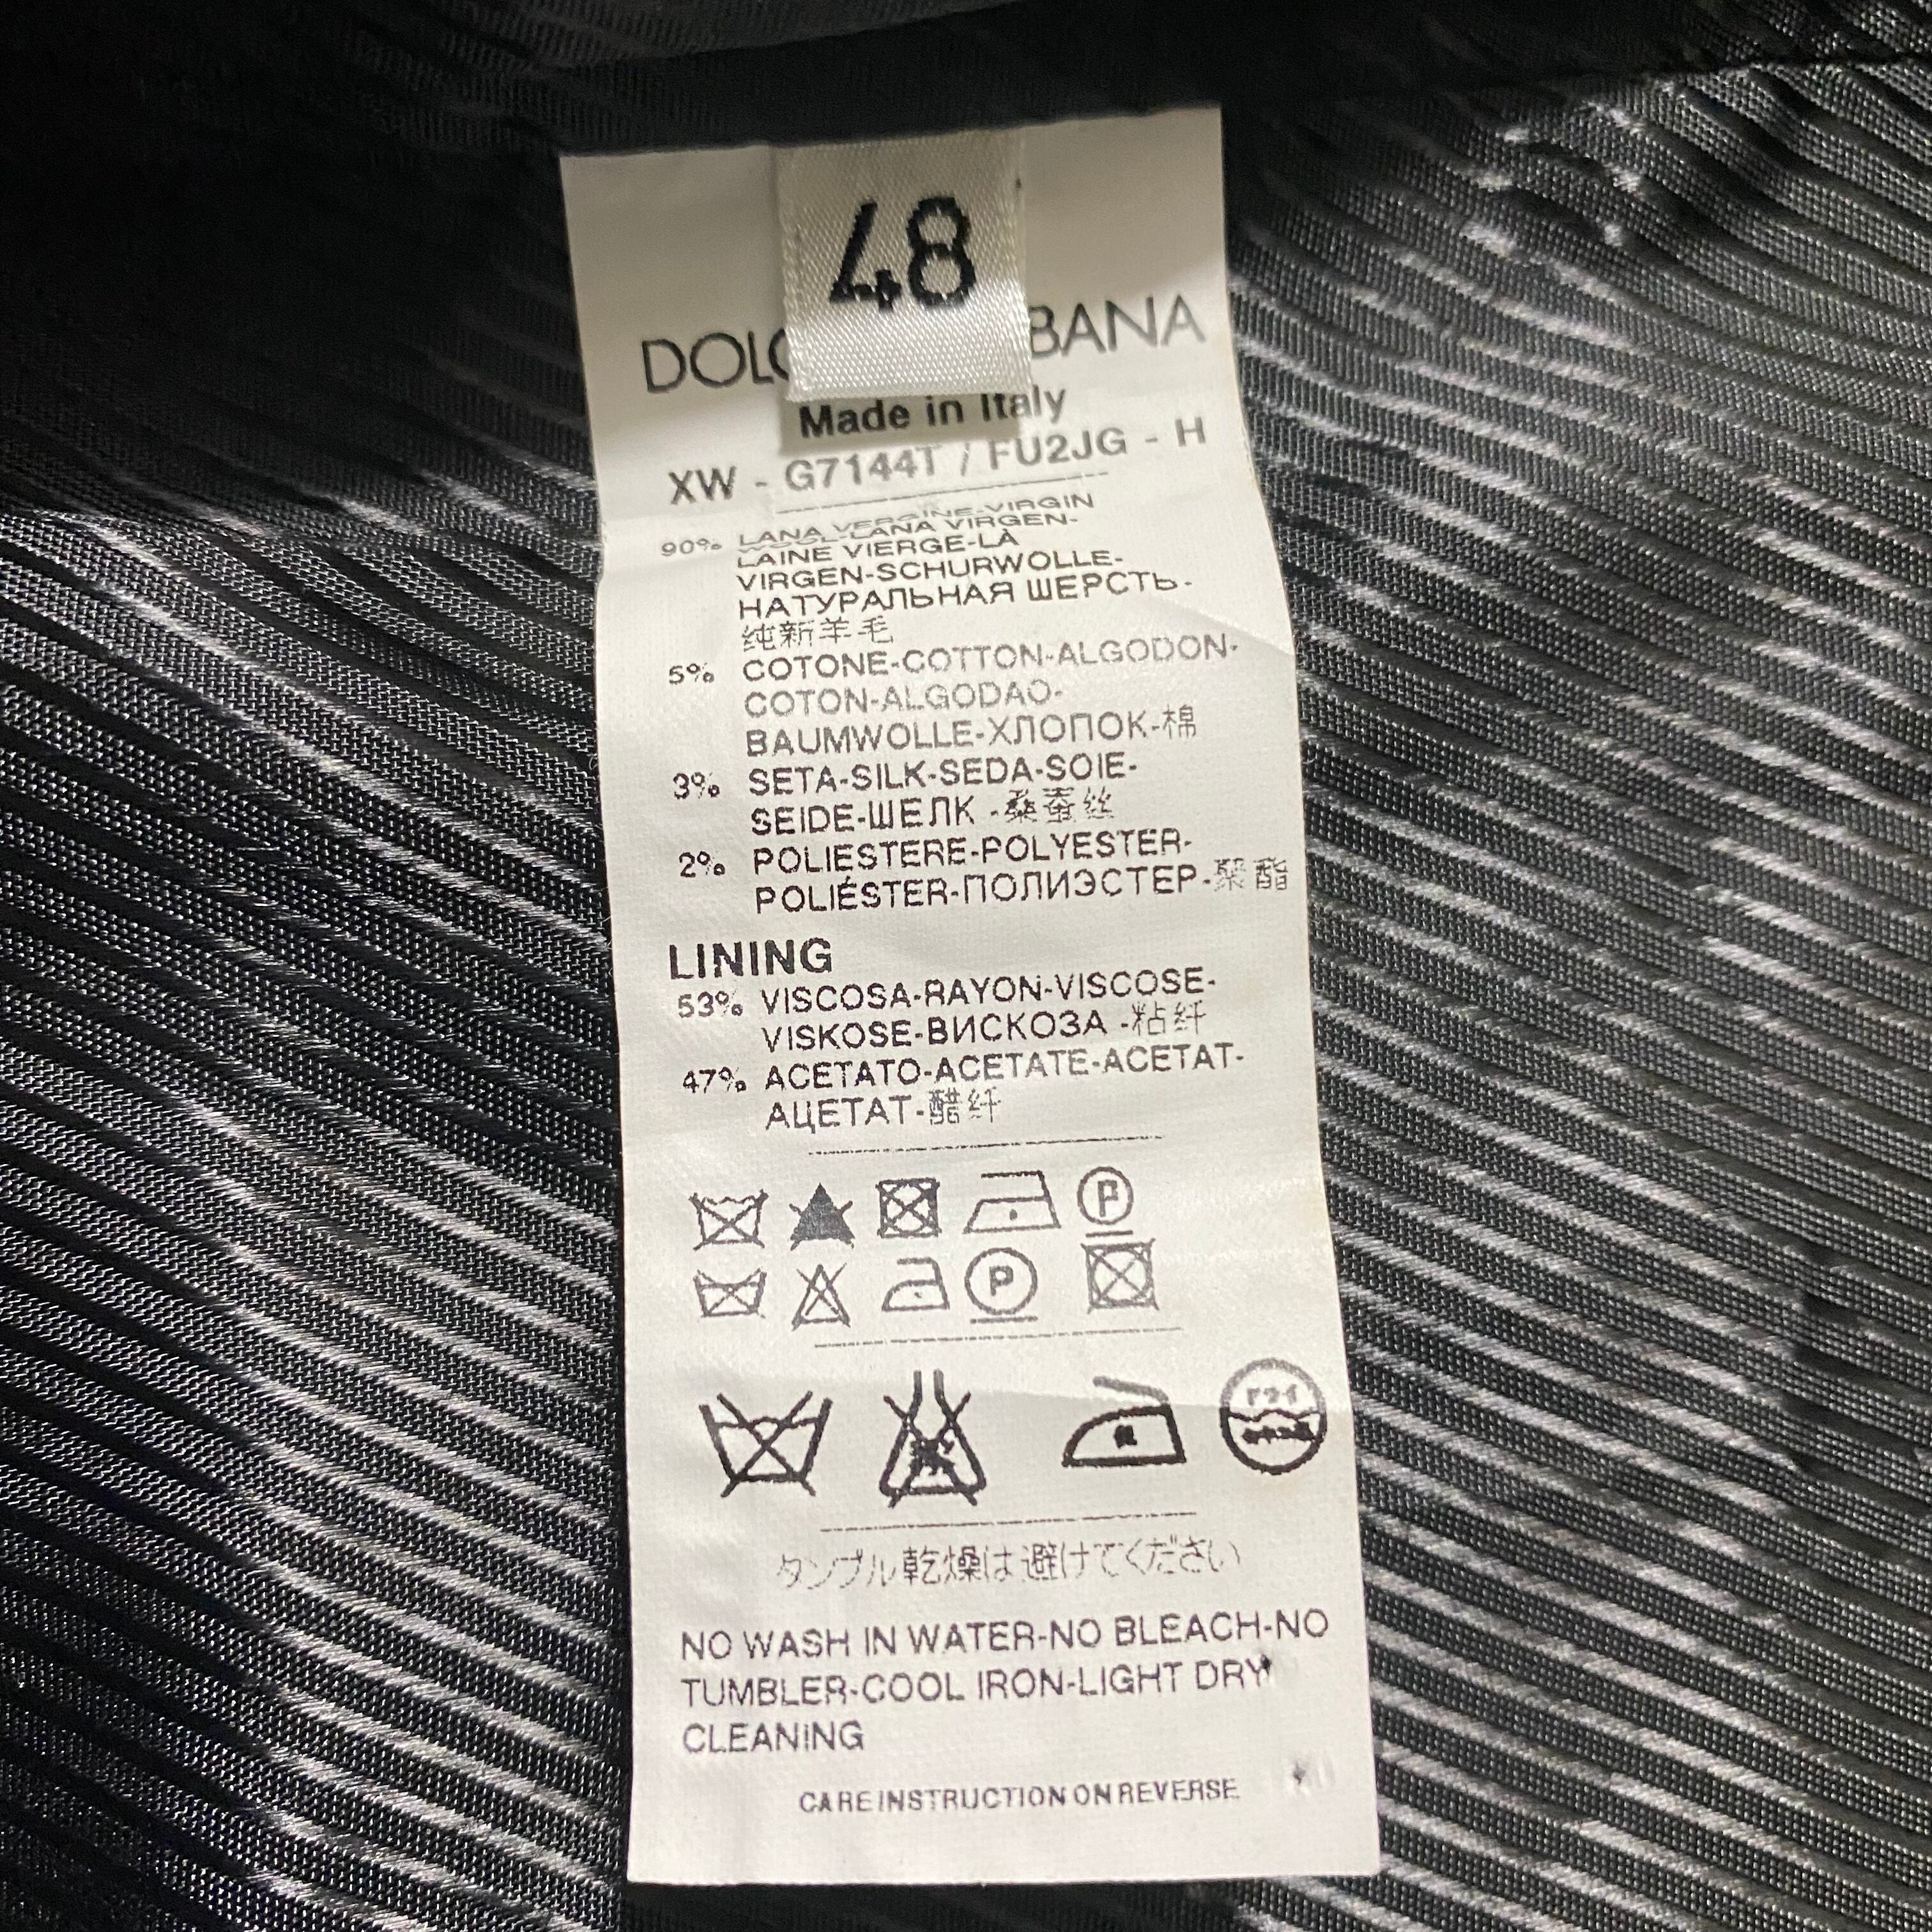 48
DOLC BANA
Made in Italy
XW - G7144T / FU2JG - H
90% LANA VERGINE-VIRGIN
WOOL-LANA VIRGEN-
LAINE VIERGE-LÀ
VIRGEN-SCHURWOLLE-
НАТУРАЛЬНАЯ ШЕРСТЬ-
纯新羊毛
5% COTONE-COTTON-ALGODON-
COTON-ALGODAO-
BAUMWOLLE-ХЛОПОК-棉
3% SETA-SILK-SEDA-SOIE-
SEIDE-ШЕЛК -桑蚕丝
2% POLIESTERE-POLYESTER-
POLIÉSTER-ПОЛИЭСТЕР-聚酯
LINING
53% VISCOSA-RAYON-VISCOSE-
VISKOSE-ВИСКОЗА -粘纤
47% ACETATO-ACETATE-ACETAT-
АЦЕТАТ-醋纤
P
P
ドライ
タンブル乾燥は避けてください
NO WASH IN WATER-NO BLEACH-NO
TUMBLER-COOL IRON-LIGHT DRY
CLEANING
CARE INSTRUCTION ON REVERSE